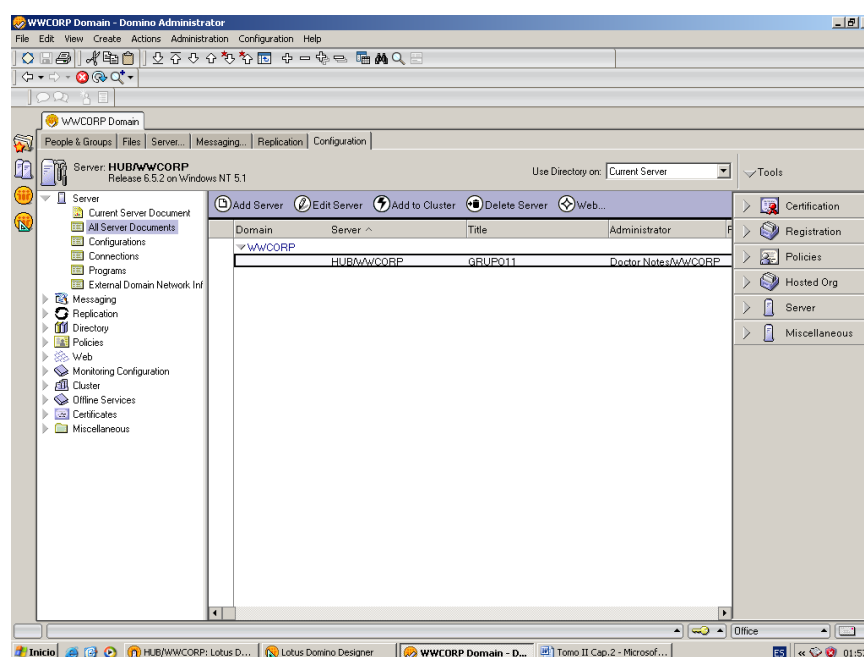 WWCORP Domain - Domino Administrator
File Edit View Create Actions Administration Configuration Help
WWCORP Domain
People & Groups Files Server... Messaging... Replication Configuration
Server: HUB/WWCORP
Release 6.5.2 on Windows NT 5.1
Use Directory on: Current Server
Tools
Add Server Edit Server Add to Cluster Delete Server Web...
Domain Server Title Administrator F
WWCORP
HUB/WWCORP GRUPO11 Doctor Notes/WWCORP
Server
Current Server Document
All Server Documents
Configurations
Connections
Programs
External Domain Network Inf
Messaging
Replication
Directory
Policies
Web
Monitoring Configuration
Cluster
Offline Services
Certificates
Miscellaneous
Certification
Registration
Policies
Hosted Org
Server
Miscellaneous
Office
Inicio HUB/WWCORP: Lotus D... Lotus Domino Designer WWCORP Domain - D... Tomo II Cap.2 - Microsof... ES « 01:5